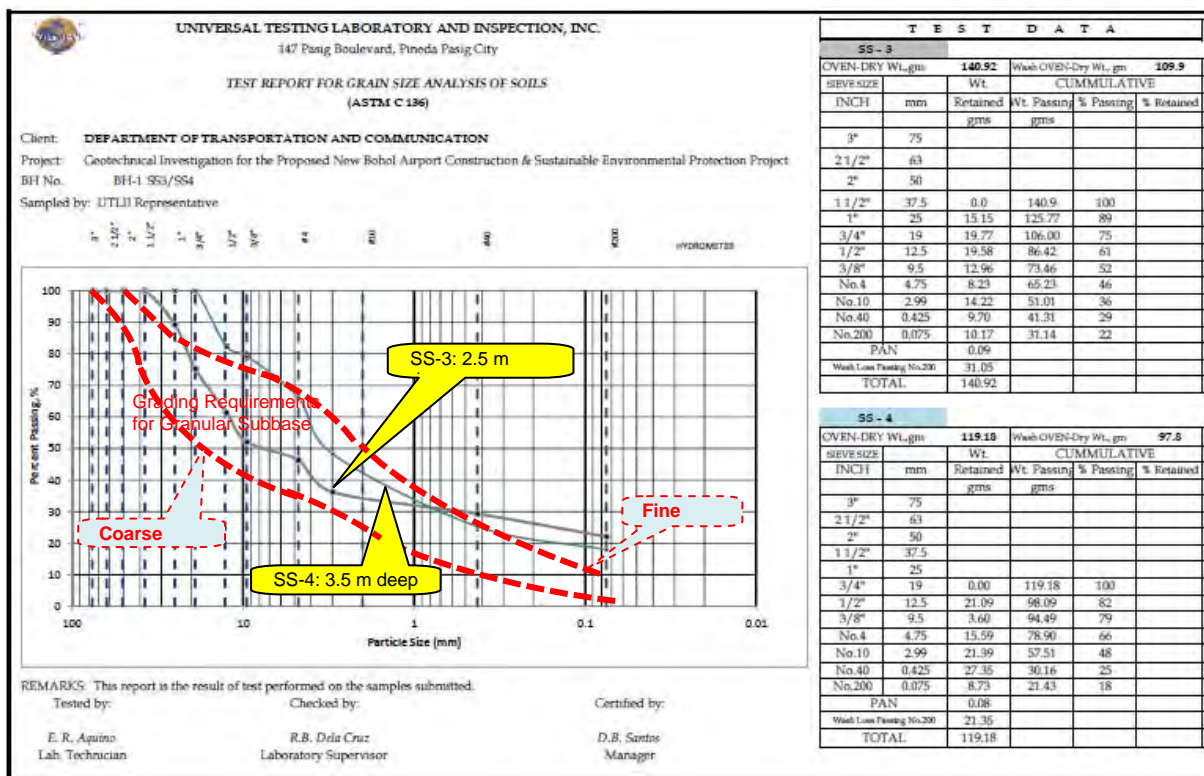 UNIVERSAL TESTING LABORATORY AND INSPECTION, INC.
147 Pasig Boulevard, Pineda Pasig City
TEST REPORT FOR GRAIN SIZE ANALYSIS OF SOILS
(ASTM C 136)
Client: DEPARTMENT OF TRANSPORTATION AND COMMUNICATION
Project: Geotechnical Investigation for the Proposed New Bohol Airport Construction & Sustainable Environmental Protection Project
BH No. BH-1 SS3/SS4
Sampled by: UTLII Representative
3" 2 1/2" 2" 1 1/2" 1" 3/4" 1/2" 3/8" #4 #40 #200 HYDROMETER
100
90
80
70
60
50
40
30
20
10
0
Percent Passing, %
SS-3: 2.5 m
Grading Requirements
for Granular Subbase
Fine
Coarse
SS-4: 3.5 m deep
100 10 1 0.1 0.01
Particle Size (mm)
REMARKS: This report is the result of test performed on the samples submitted.
Tested by: Checked by: Certified by:
E. R. Aquino R.B. Dela Cruz D.B. Santos
Lab. Technician Laboratory Supervisor Manager
T E S T D A T A
SS - 3
OVEN-DRY Wt.,gm 140.92 Wash OVEN-Dry Wt., gm 109.9
SIEVE SIZE Wt. CUMMULATIVE
INCH mm Retained Wt. Passing % Passing % Retained
gms gms
3" 75
2 1/2" 63
2" 50
1 1/2" 37.5 0.0 140.9 100
1" 25 15.15 125.77 89
3/4" 19 19.77 106.00 75
1/2" 12.5 19.58 86.42 61
3/8" 9.5 12.96 73.46 52
No.4 4.75 8.23 65.23 46
No.10 2.99 14.22 51.01 36
No.40 0.425 9.70 41.31 29
No.200 0.075 10.17 31.14 22
PAN 0.09
Wash Loss Passing No.200 31.05
TOTAL 140.92
SS - 4
OVEN-DRY Wt.,gm 119.18 Wash OVEN-Dry Wt., gm 97.8
SIEVE SIZE Wt. CUMMULATIVE
INCH mm Retained Wt. Passing % Passing % Retained
gms gms
3" 75
2 1/2" 63
2" 50
1 1/2" 37.5
1" 25
3/4" 19 0.00 119.18 100
1/2" 12.5 21.09 98.09 82
3/8" 9.5 3.60 94.49 79
No.4 4.75 15.59 78.90 66
No.10 2.99 21.39 57.51 48
No.40 0.425 27.35 30.16 25
No.200 0.075 8.73 21.43 18
PAN 0.08
Wash Loss Passing No.200 21.35
TOTAL 119.18